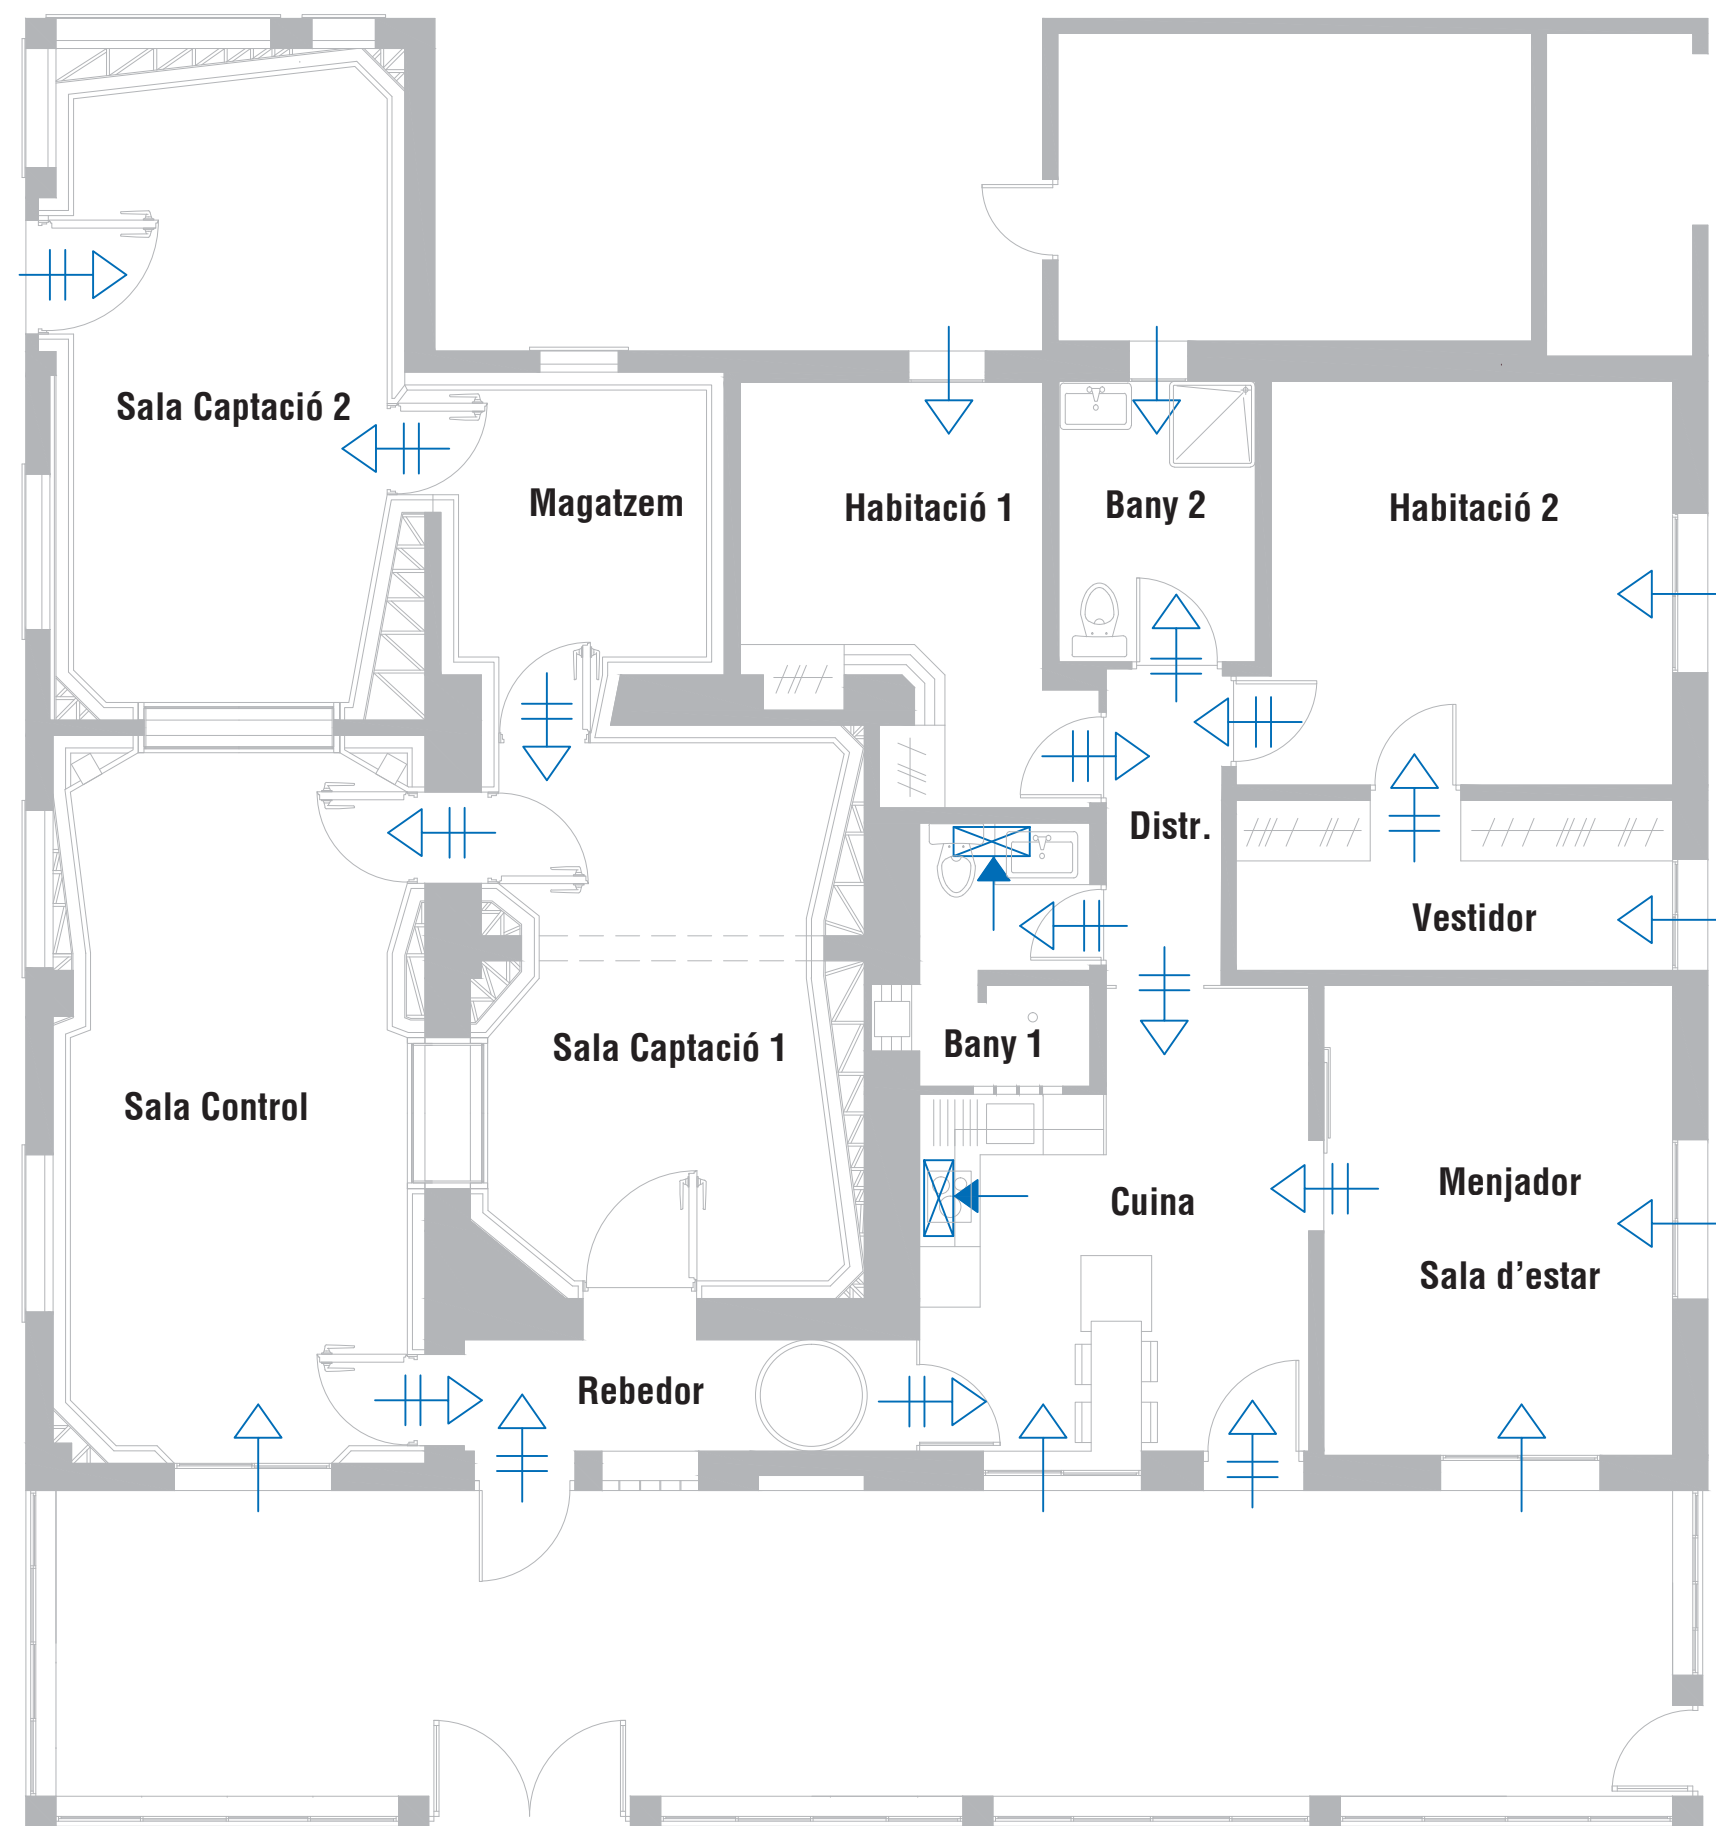 Sala Captació 2
Magatzem
Habitació 1
Bany 2
Habitació 2
Distr.
Vestidor
Sala Control
Sala Captació 1
Bany 1
Cuina
Menjador
Sala d’estar
Rebedor